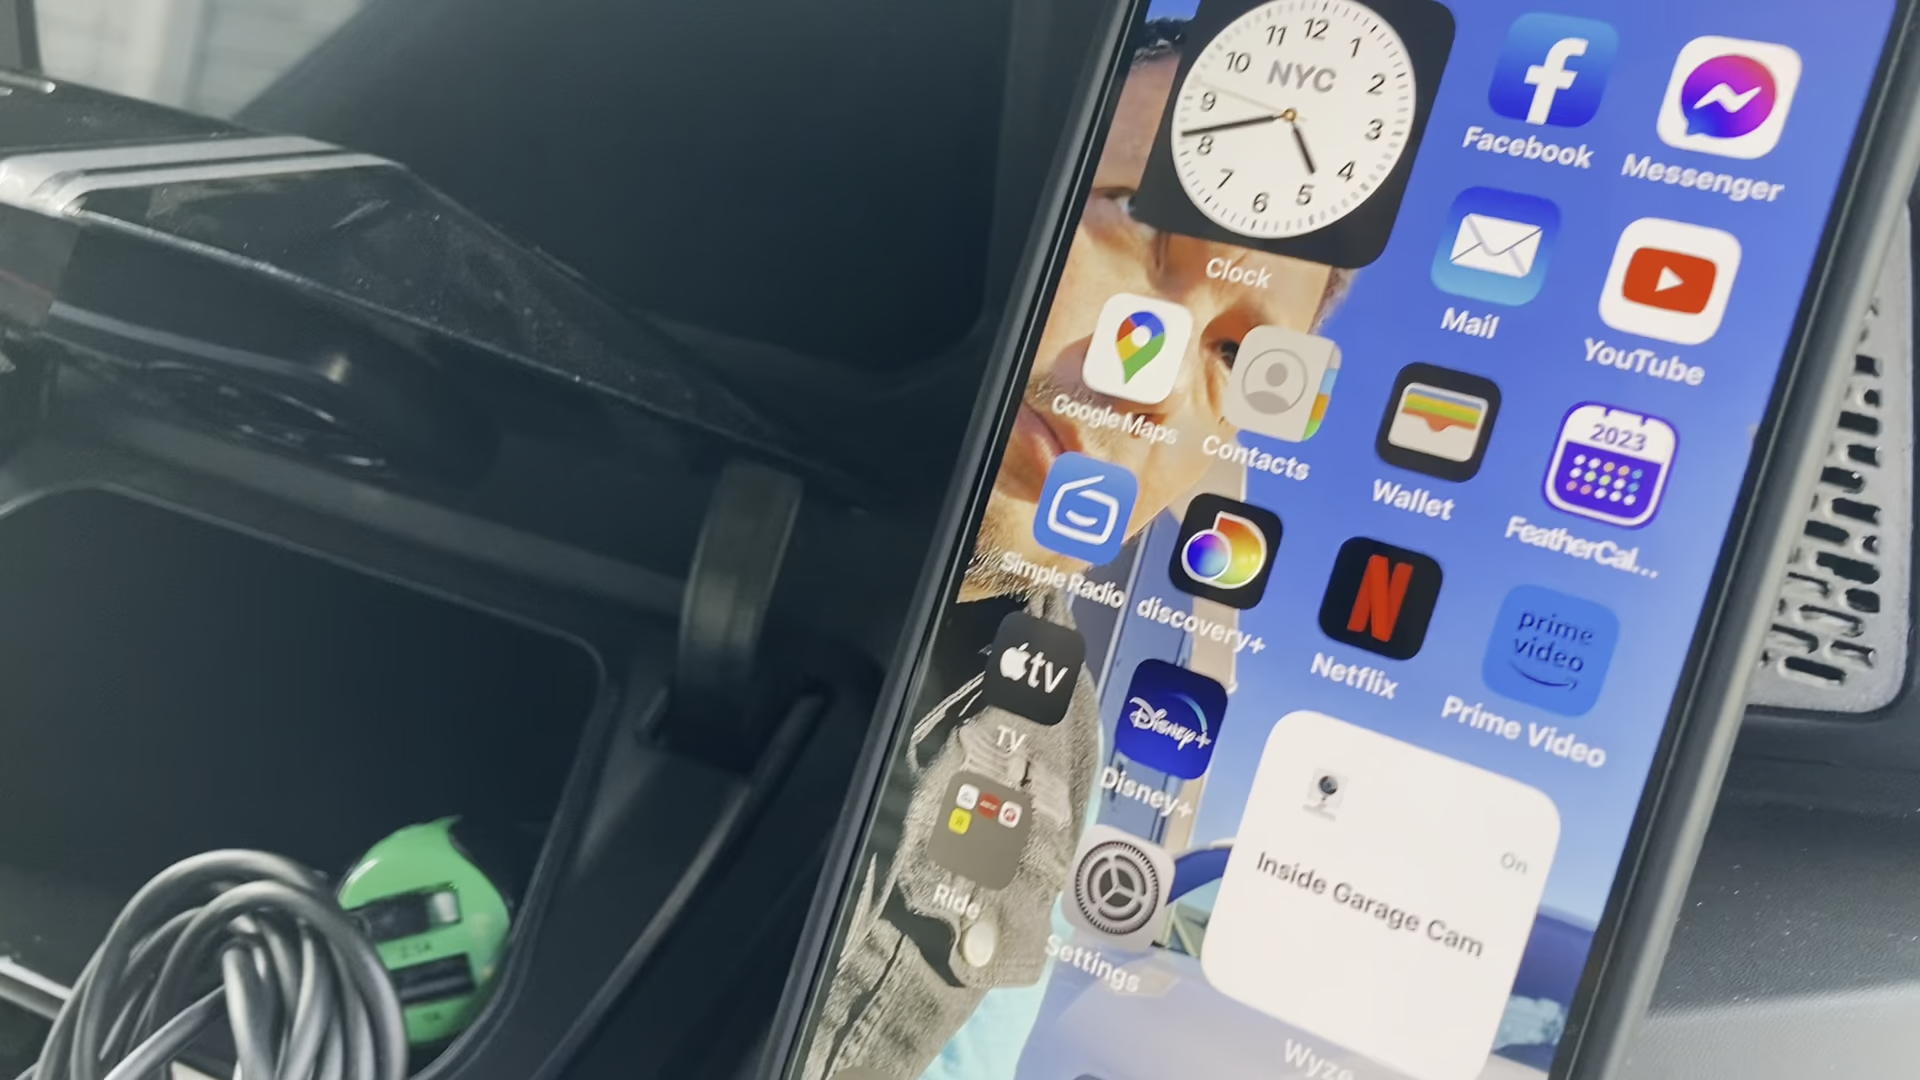 11 12 1
10 NYC 2
9 3
8 4
7 6 5
Clock
Facebook
Messenger
Mail
YouTube
Google Maps
Contacts
Wallet
2023
FeatherCal...
Simple Radio
discovery+
N
Netflix
prime
video
Prime Video
tv
TV
Disney+
Disney+
Ride
Settings
On
Inside Garage Cam
Wyze